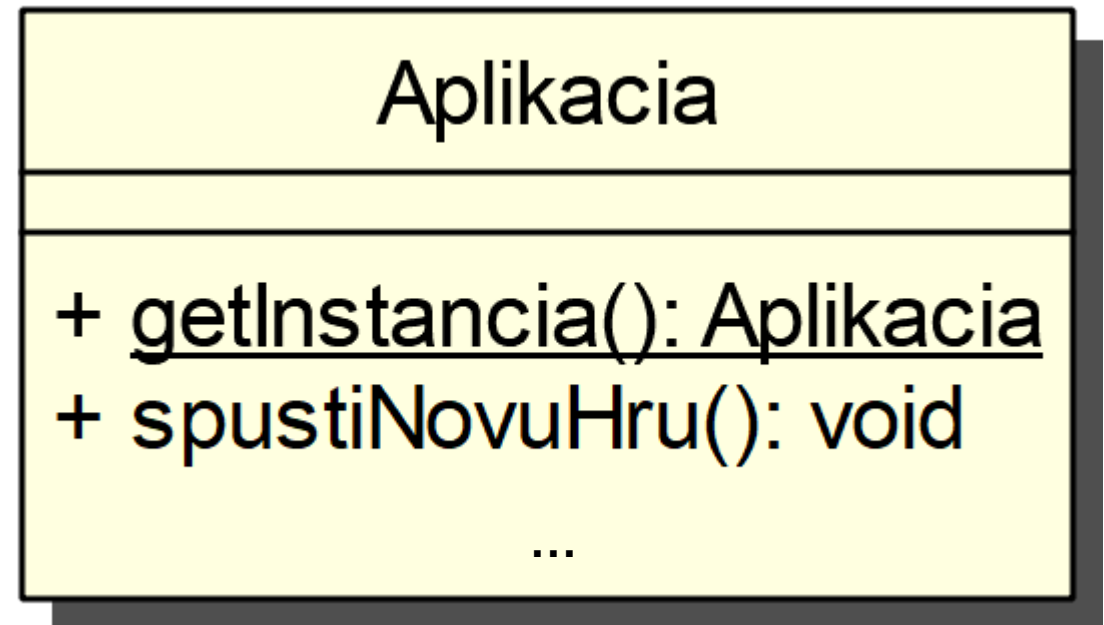 Aplikacia
+ getInstancia(): Aplikacia
+ spustiNovuHru(): void
...